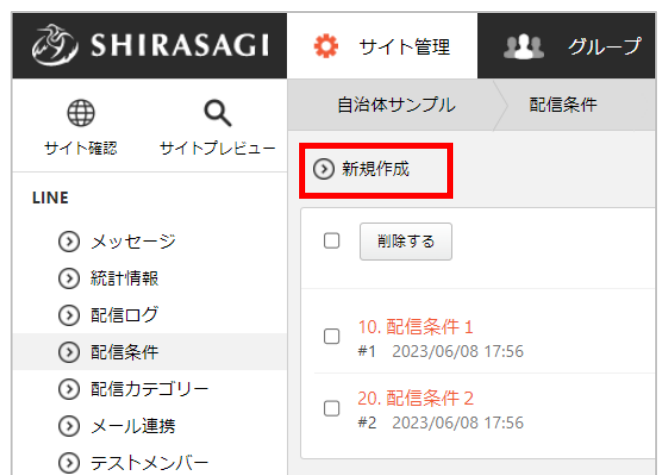 SHIRASAGI
サイト管理
グループ
サイト確認
サイトプレビュー
自治体サンプル
配信条件
新規作成
LINE
メッセージ
統計情報
配信ログ
配信条件
配信カテゴリー
メール連携
テストメンバー
削除する
10. 配信条件 1
#1 2023/06/08 17:56
20. 配信条件 2
#2 2023/06/08 17:56